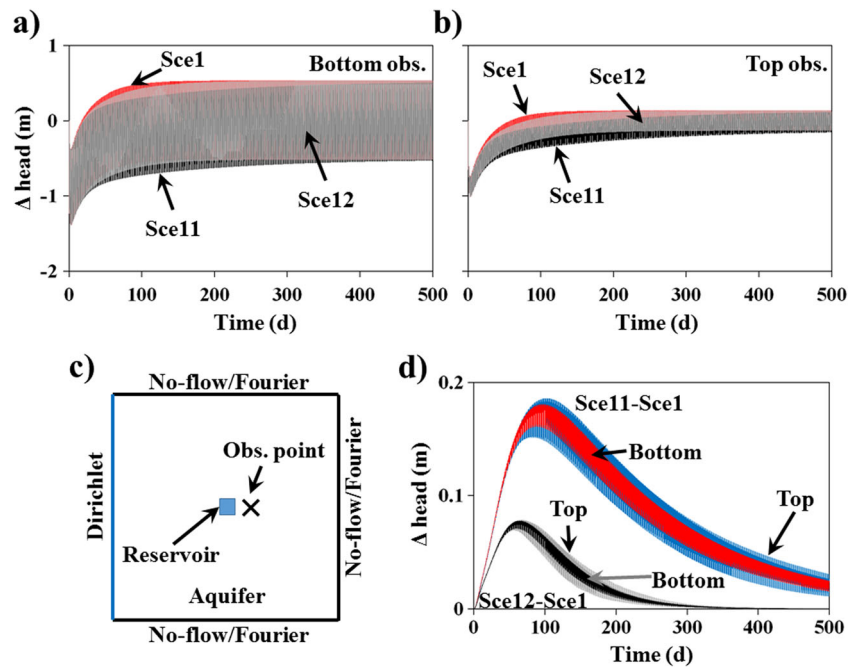 a)
1
0
-1
-2
Δ head (m)
Sce1
Bottom obs.
Sce11
Sce12
0 100 200 300 400 500
Time (d)
b)
Sce1
Sce12
Top obs.
Sce11
Δ head (m)
0 100 200 300 400 500
Time (d)
c)
No-flow/Fourier
Dirichlet
Obs. point
Reservoir
Aquifer
No-flow/Fourier
No-flow/Fourier
d)
0.2
0.1
0
Δ head (m)
Sce11-Sce1
Bottom
Top
Top
Bottom
Sce12-Sce1
0 100 200 300 400 500
Time (d)